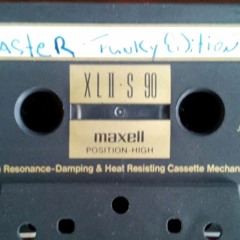 ASTER - Funky Edition
XLII·S 90
maxell
POSITION-HIGH
Resonance-Damping & Heat Resisting Cassette Mechan